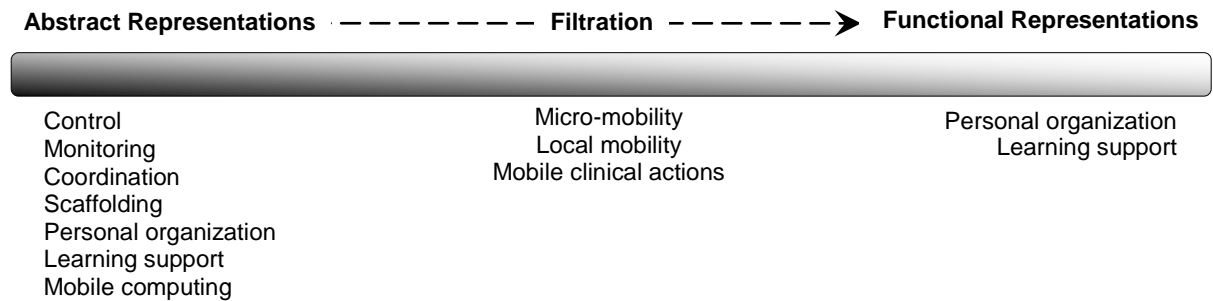 Abstract Representations Filtration Functional Representations
Control
Monitoring
Coordination
Scaffolding
Personal organization
Learning support
Mobile computing
Micro-mobility
Local mobility
Mobile clinical actions
Personal organization
Learning support